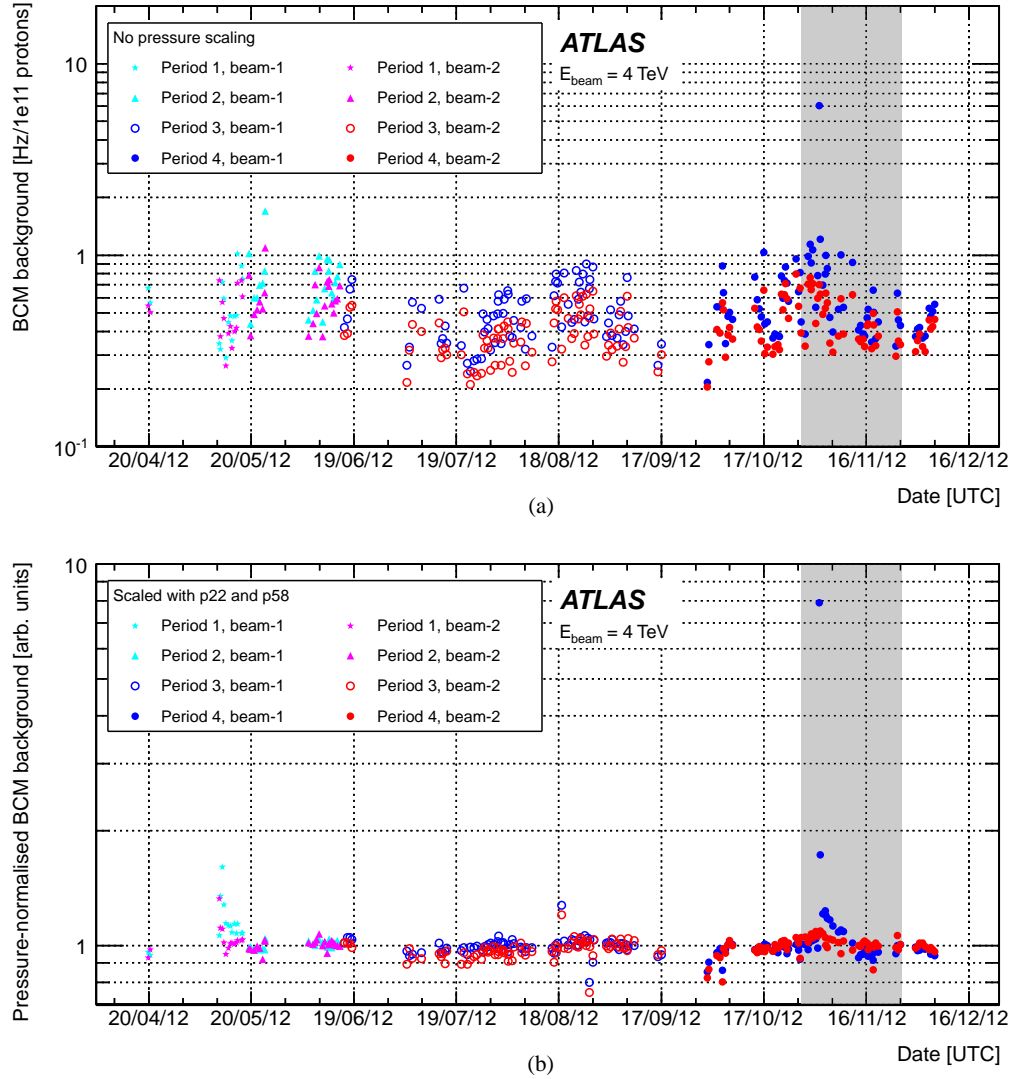 BCM background [Hz/1e11 protons]
No pressure scaling
Period 1, beam-1
Period 1, beam-2
Period 2, beam-1
Period 2, beam-2
Period 3, beam-1
Period 3, beam-2
Period 4, beam-1
Period 4, beam-2
ATLAS
E_beam = 4 TeV
10
1
10^-1
20/04/12 20/05/12 19/06/12 19/07/12 18/08/12 17/09/12 17/10/12 16/11/12 16/12/12
Date [UTC]
(a)
Pressure-normalised BCM background [arb. units]
Scaled with p22 and p58
Period 1, beam-1
Period 1, beam-2
Period 2, beam-1
Period 2, beam-2
Period 3, beam-1
Period 3, beam-2
Period 4, beam-1
Period 4, beam-2
ATLAS
E_beam = 4 TeV
10
1
20/04/12 20/05/12 19/06/12 19/07/12 18/08/12 17/09/12 17/10/12 16/11/12 16/12/12
Date [UTC]
(b)